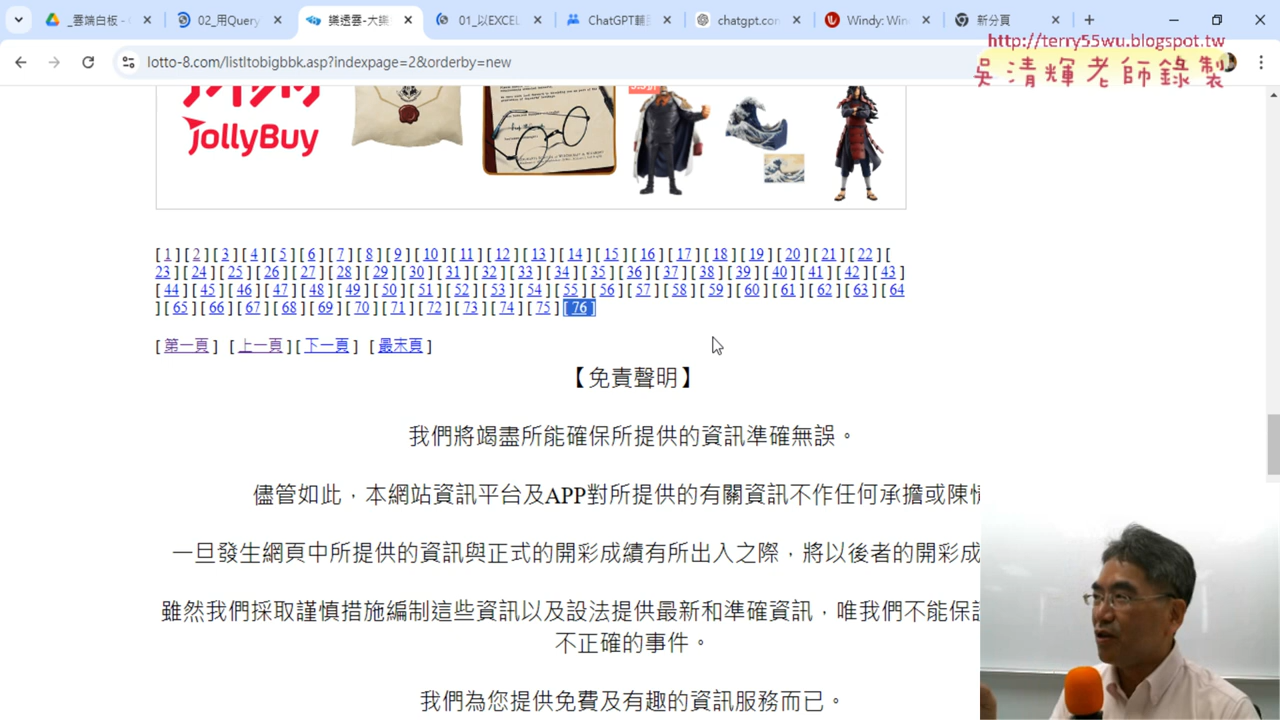 _雲端白板 -
02_用Query
樂透雲-大樂
01_以EXCEL
ChatGPT輔
chatgpt.con
Windy: Win
新分頁
http://terry55wu.blogspot.tw
lotto-8.com/listltobigbbk.asp?indexpage=2&orderby=new
吳清輝老師錄製
jollyBuy
[ 1 ] [ 2 ] [ 3 ] [ 4 ] [ 5 ] [ 6 ] [ 7 ] [ 8 ] [ 9 ] [ 10 ] [ 11 ] [ 12 ] [ 13 ] [ 14 ] [ 15 ] [ 16 ] [ 17 ] [ 18 ] [ 19 ] [ 20 ] [ 21 ] [ 22 ] [
23 ] [ 24 ] [ 25 ] [ 26 ] [ 27 ] [ 28 ] [ 29 ] [ 30 ] [ 31 ] [ 32 ] [ 33 ] [ 34 ] [ 35 ] [ 36 ] [ 37 ] [ 38 ] [ 39 ] [ 40 ] [ 41 ] [ 42 ] [ 43 ]
[ 44 ] [ 45 ] [ 46 ] [ 47 ] [ 48 ] [ 49 ] [ 50 ] [ 51 ] [ 52 ] [ 53 ] [ 54 ] [ 55 ] [ 56 ] [ 57 ] [ 58 ] [ 59 ] [ 60 ] [ 61 ] [ 62 ] [ 63 ] [ 64
] [ 65 ] [ 66 ] [ 67 ] [ 68 ] [ 69 ] [ 70 ] [ 71 ] [ 72 ] [ 73 ] [ 74 ] [ 75 ] [ 76 ]
[ 第一頁 ] [ 上一頁 ] [ 下一頁 ] [ 最末頁 ]
【免責聲明】
我們將竭盡所能確保所提供的資訊準確無誤。
儘管如此，本網站資訊平台及APP對所提供的有關資訊不作任何承擔或陳
一旦發生網頁中所提供的資訊與正式的開彩成績有所出入之際，將以後者的開彩成
雖然我們採取謹慎措施編制這些資訊以及設法提供最新和準確資訊，唯我們不能保
不正確的事件。
我們為您提供免費及有趣的資訊服務而已。